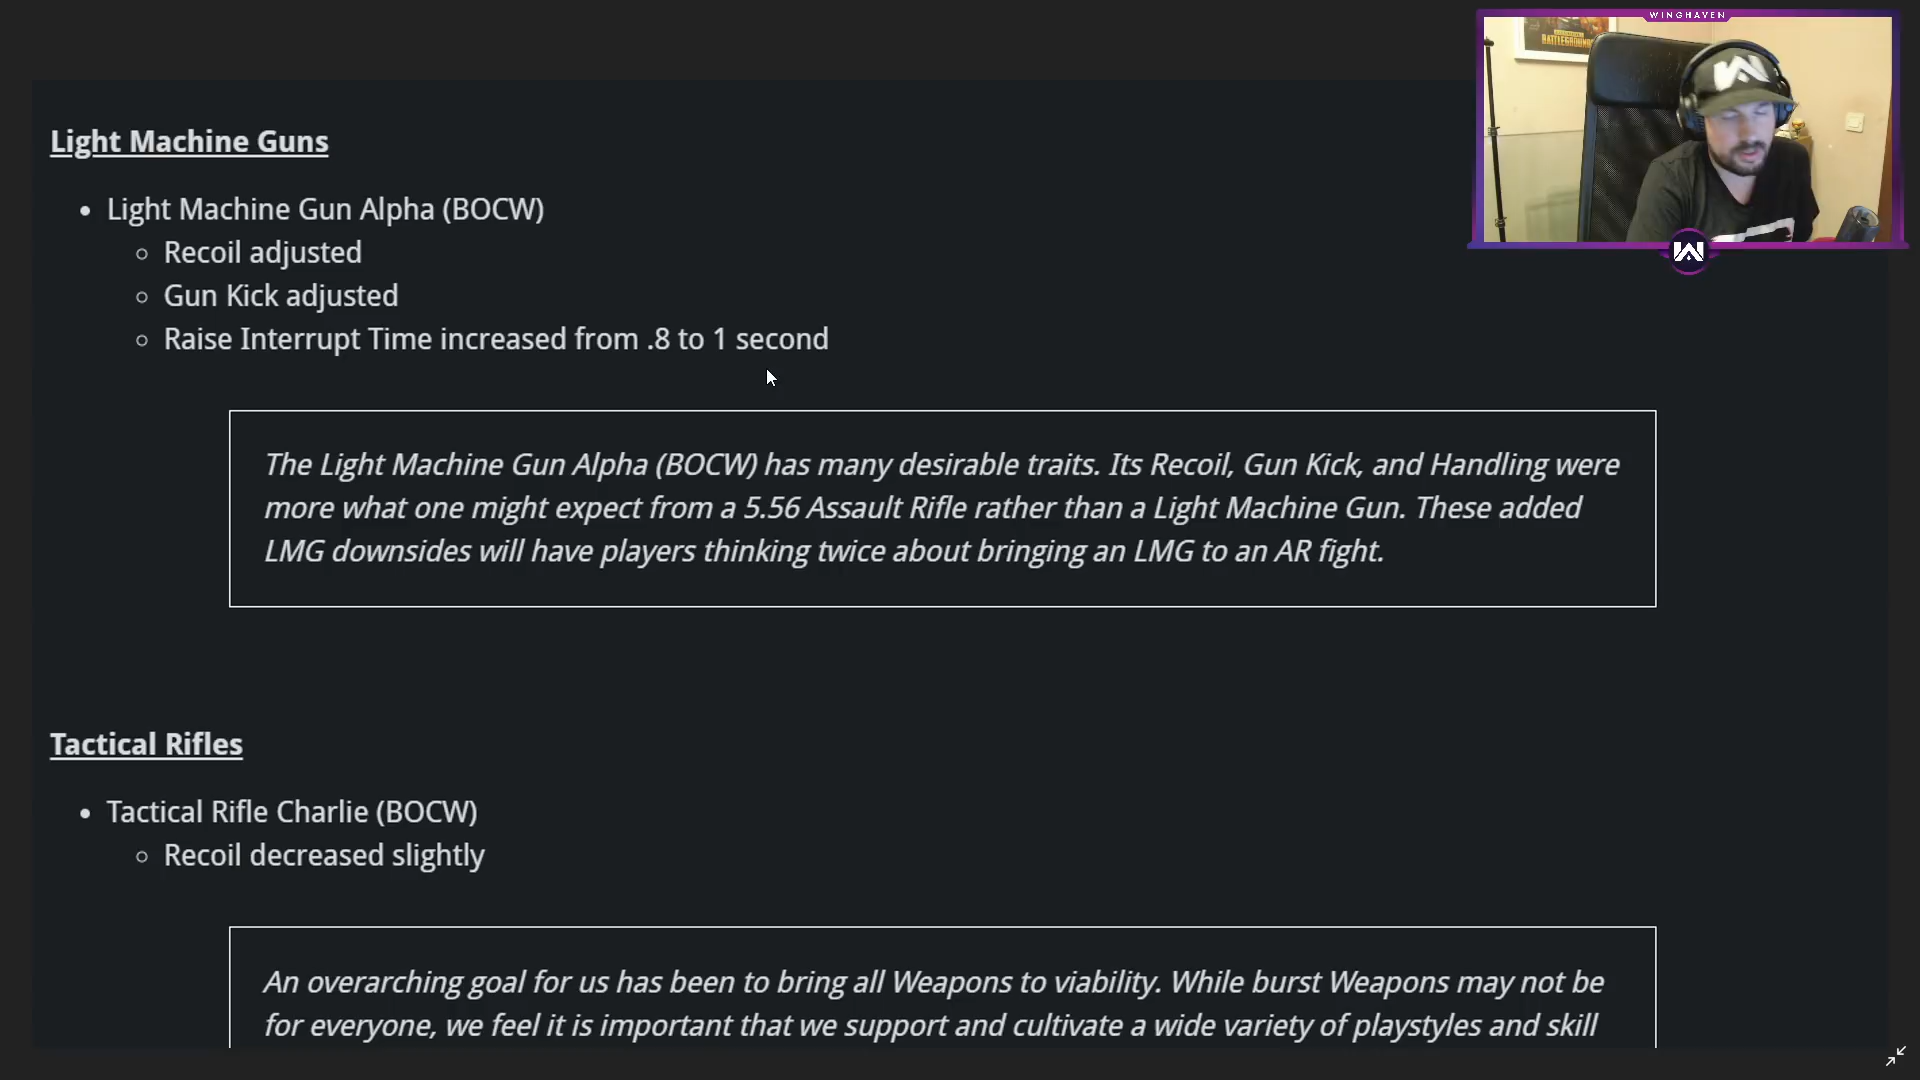 WINGHAVEN
BATTLEGROUNDS
Light Machine Guns
• Light Machine Gun Alpha (BOCW)
◦ Recoil adjusted
◦ Gun Kick adjusted
◦ Raise Interrupt Time increased from .8 to 1 second
The Light Machine Gun Alpha (BOCW) has many desirable traits. Its Recoil, Gun Kick, and Handling were
more what one might expect from a 5.56 Assault Rifle rather than a Light Machine Gun. These added
LMG downsides will have players thinking twice about bringing an LMG to an AR fight.
Tactical Rifles
• Tactical Rifle Charlie (BOCW)
◦ Recoil decreased slightly
An overarching goal for us has been to bring all Weapons to viability. While burst Weapons may not be
for everyone, we feel it is important that we support and cultivate a wide variety of playstyles and skill